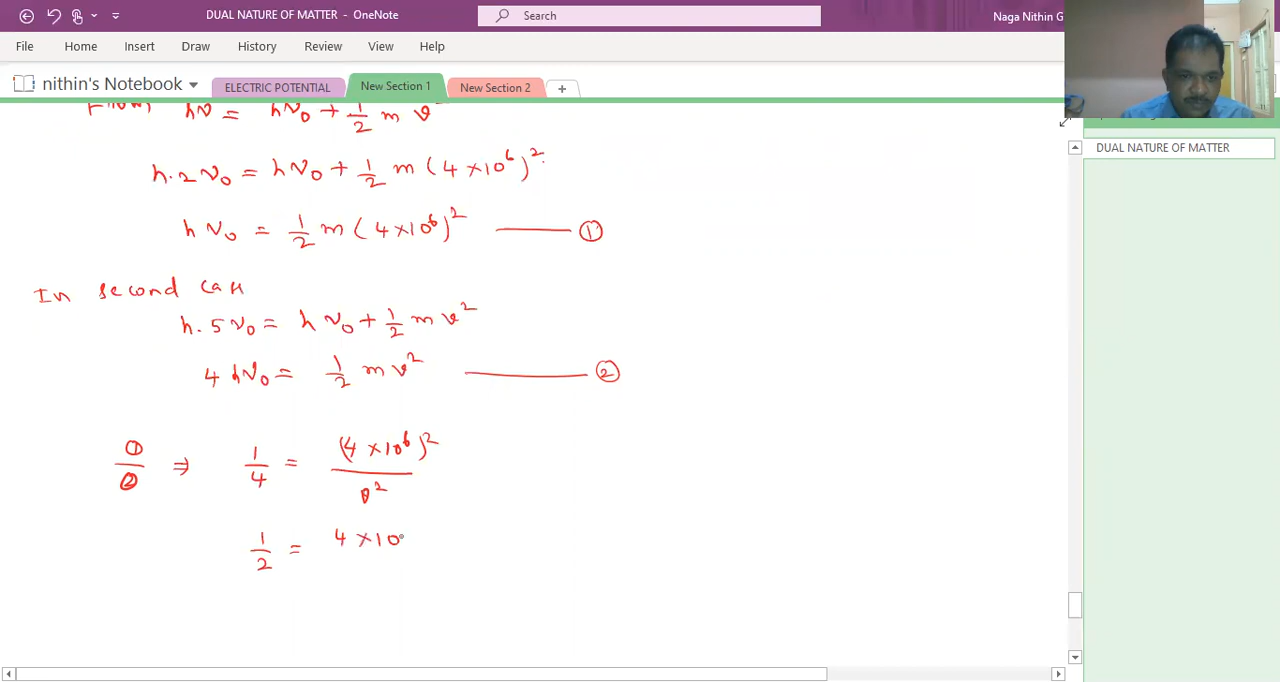 DUAL NATURE OF MATTER - OneNote
Search
Naga Nithin G
File Home Insert Draw History Review View Help
nithin's Notebook
ELECTRIC POTENTIAL
New Section 1
New Section 2
DUAL NATURE OF MATTER
From, hν = hν₀ + 1/2 m v²
h.2ν₀ = hν₀ + 1/2 m (4×10⁶)²
hν₀ = 1/2 m (4×10⁶)² ——— ①
In second case
h.5ν₀ = hν₀ + 1/2 m v²
4hν₀ = 1/2 m v² ——— ②
①/② ⇒ 1/4 = (4×10⁶)²/v²
1/2 = 4×10